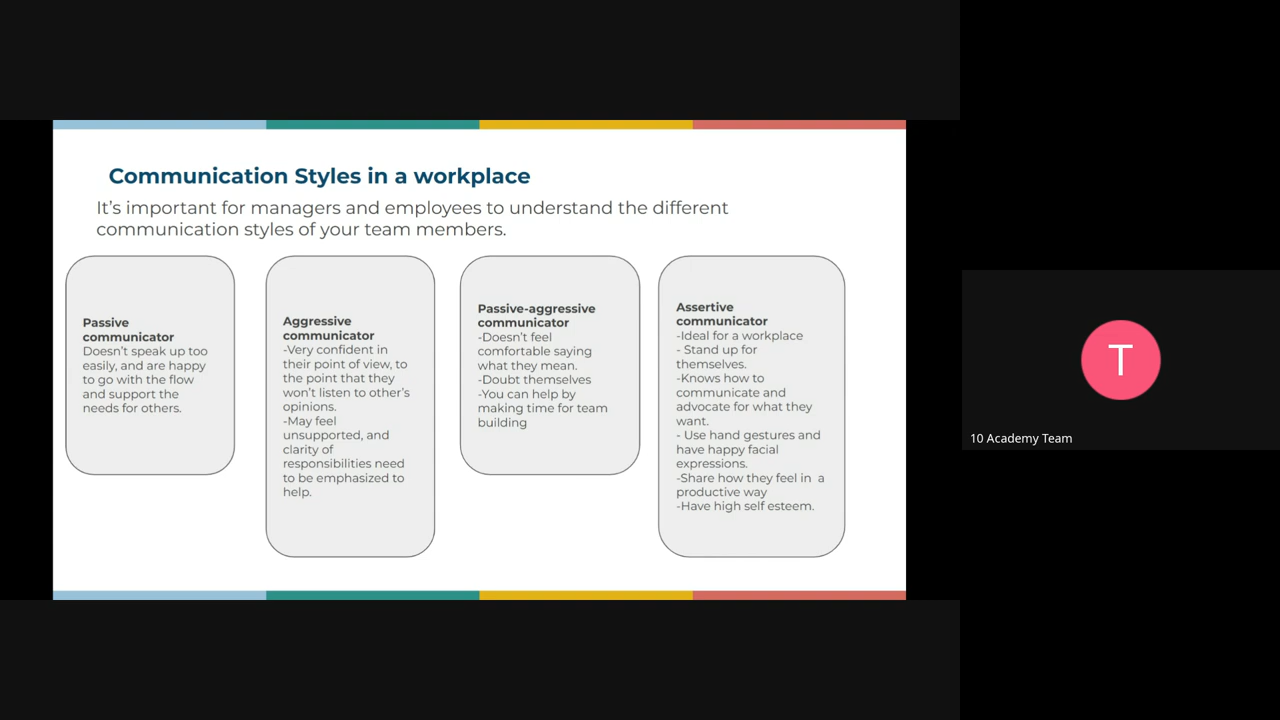 Communication Styles in a workplace
It's important for managers and employees to understand the different
communication styles of your team members.
Passive
communicator
Doesn't speak up too
easily, and are happy
to go with the flow
and support the
needs for others.
Aggressive
communicator
-Very confident in
their point of view, to
the point that they
won't listen to other's
opinions.
-May feel
unsupported, and
clarity of
responsibilities need
to be emphasized to
help.
Passive-aggressive
communicator
-Doesn't feel
comfortable saying
what they mean.
-Doubt themselves
-You can help by
making time for team
building
Assertive
communicator
-Ideal for a workplace
- Stand up for
themselves.
-Knows how to
communicate and
advocate for what they
want.
- Use hand gestures and
have happy facial
expressions.
-Share how they feel in  a
productive way
-Have high self esteem.
T
10 Academy Team